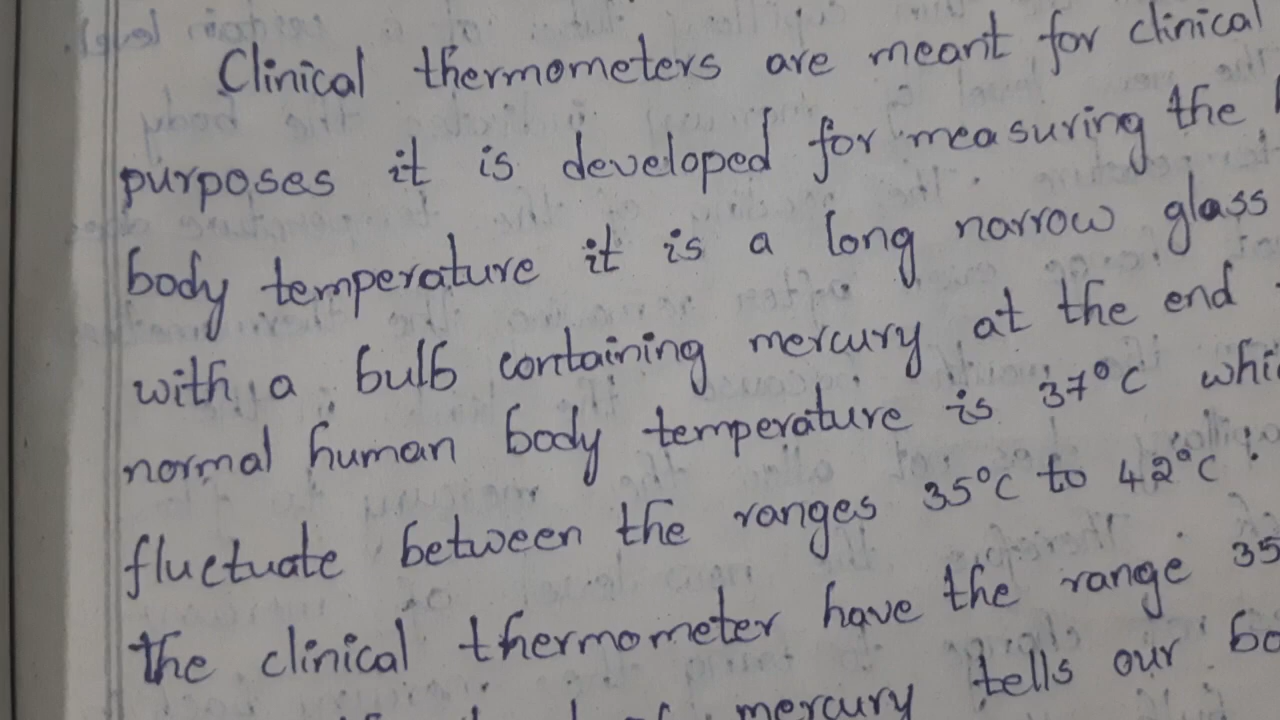 Clinical thermometers are meant for clinical
purposes it is developed for measuring the
body temperature it is a long narrow glass
with a bulb containing mercury at the end
normal human body temperature is 37°C
fluctuate between the ranges 35°C to 42°C.
the clinical thermometer have the range 35
mercury tells our